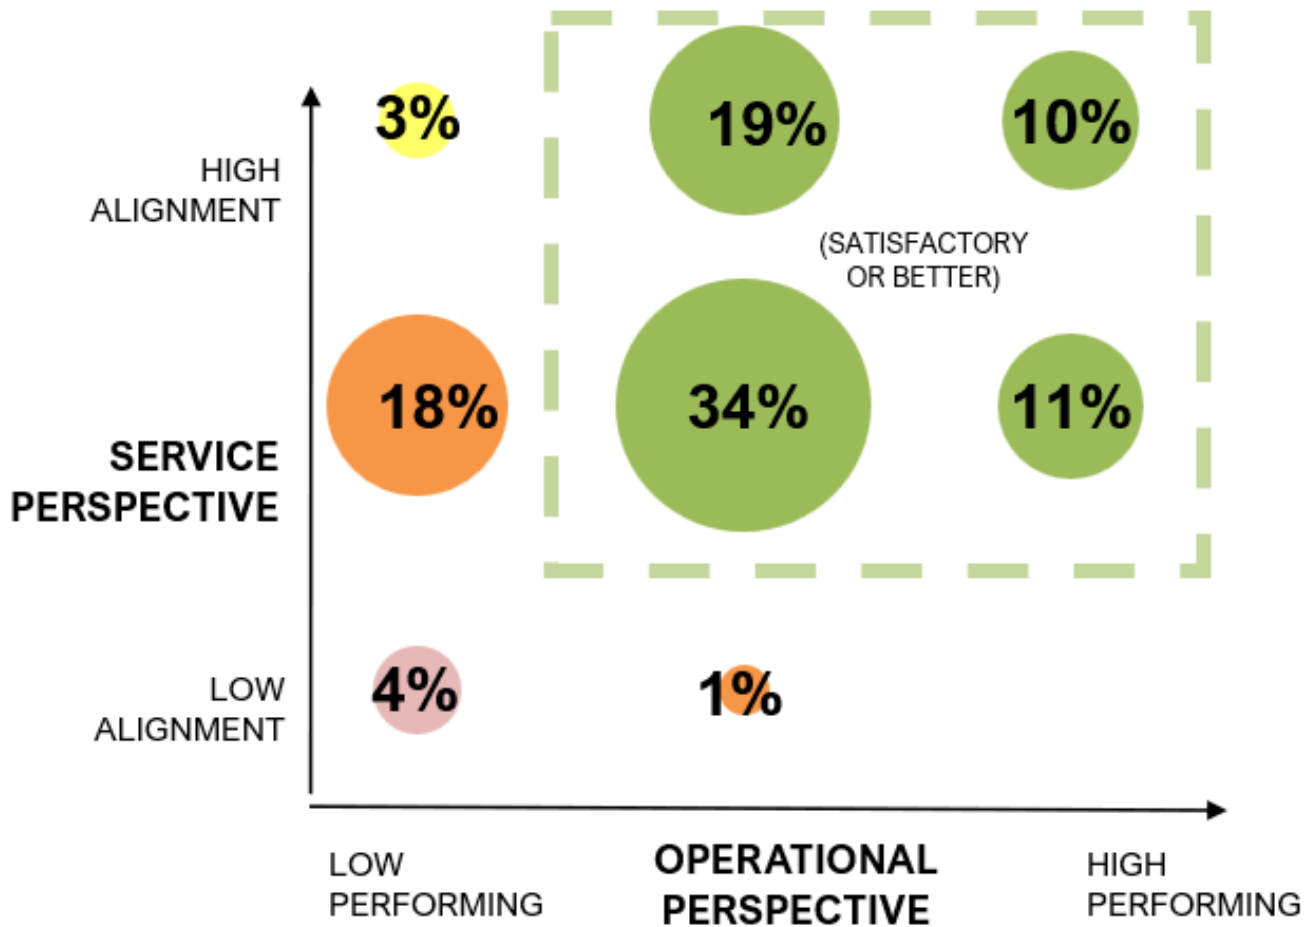 3%
19%
10%
HIGH
ALIGNMENT
(SATISFACTORY
OR BETTER)
18%
34%
11%
SERVICE
PERSPECTIVE
4%
1%
LOW
ALIGNMENT
LOW
PERFORMING
OPERATIONAL
PERSPECTIVE
HIGH
PERFORMING